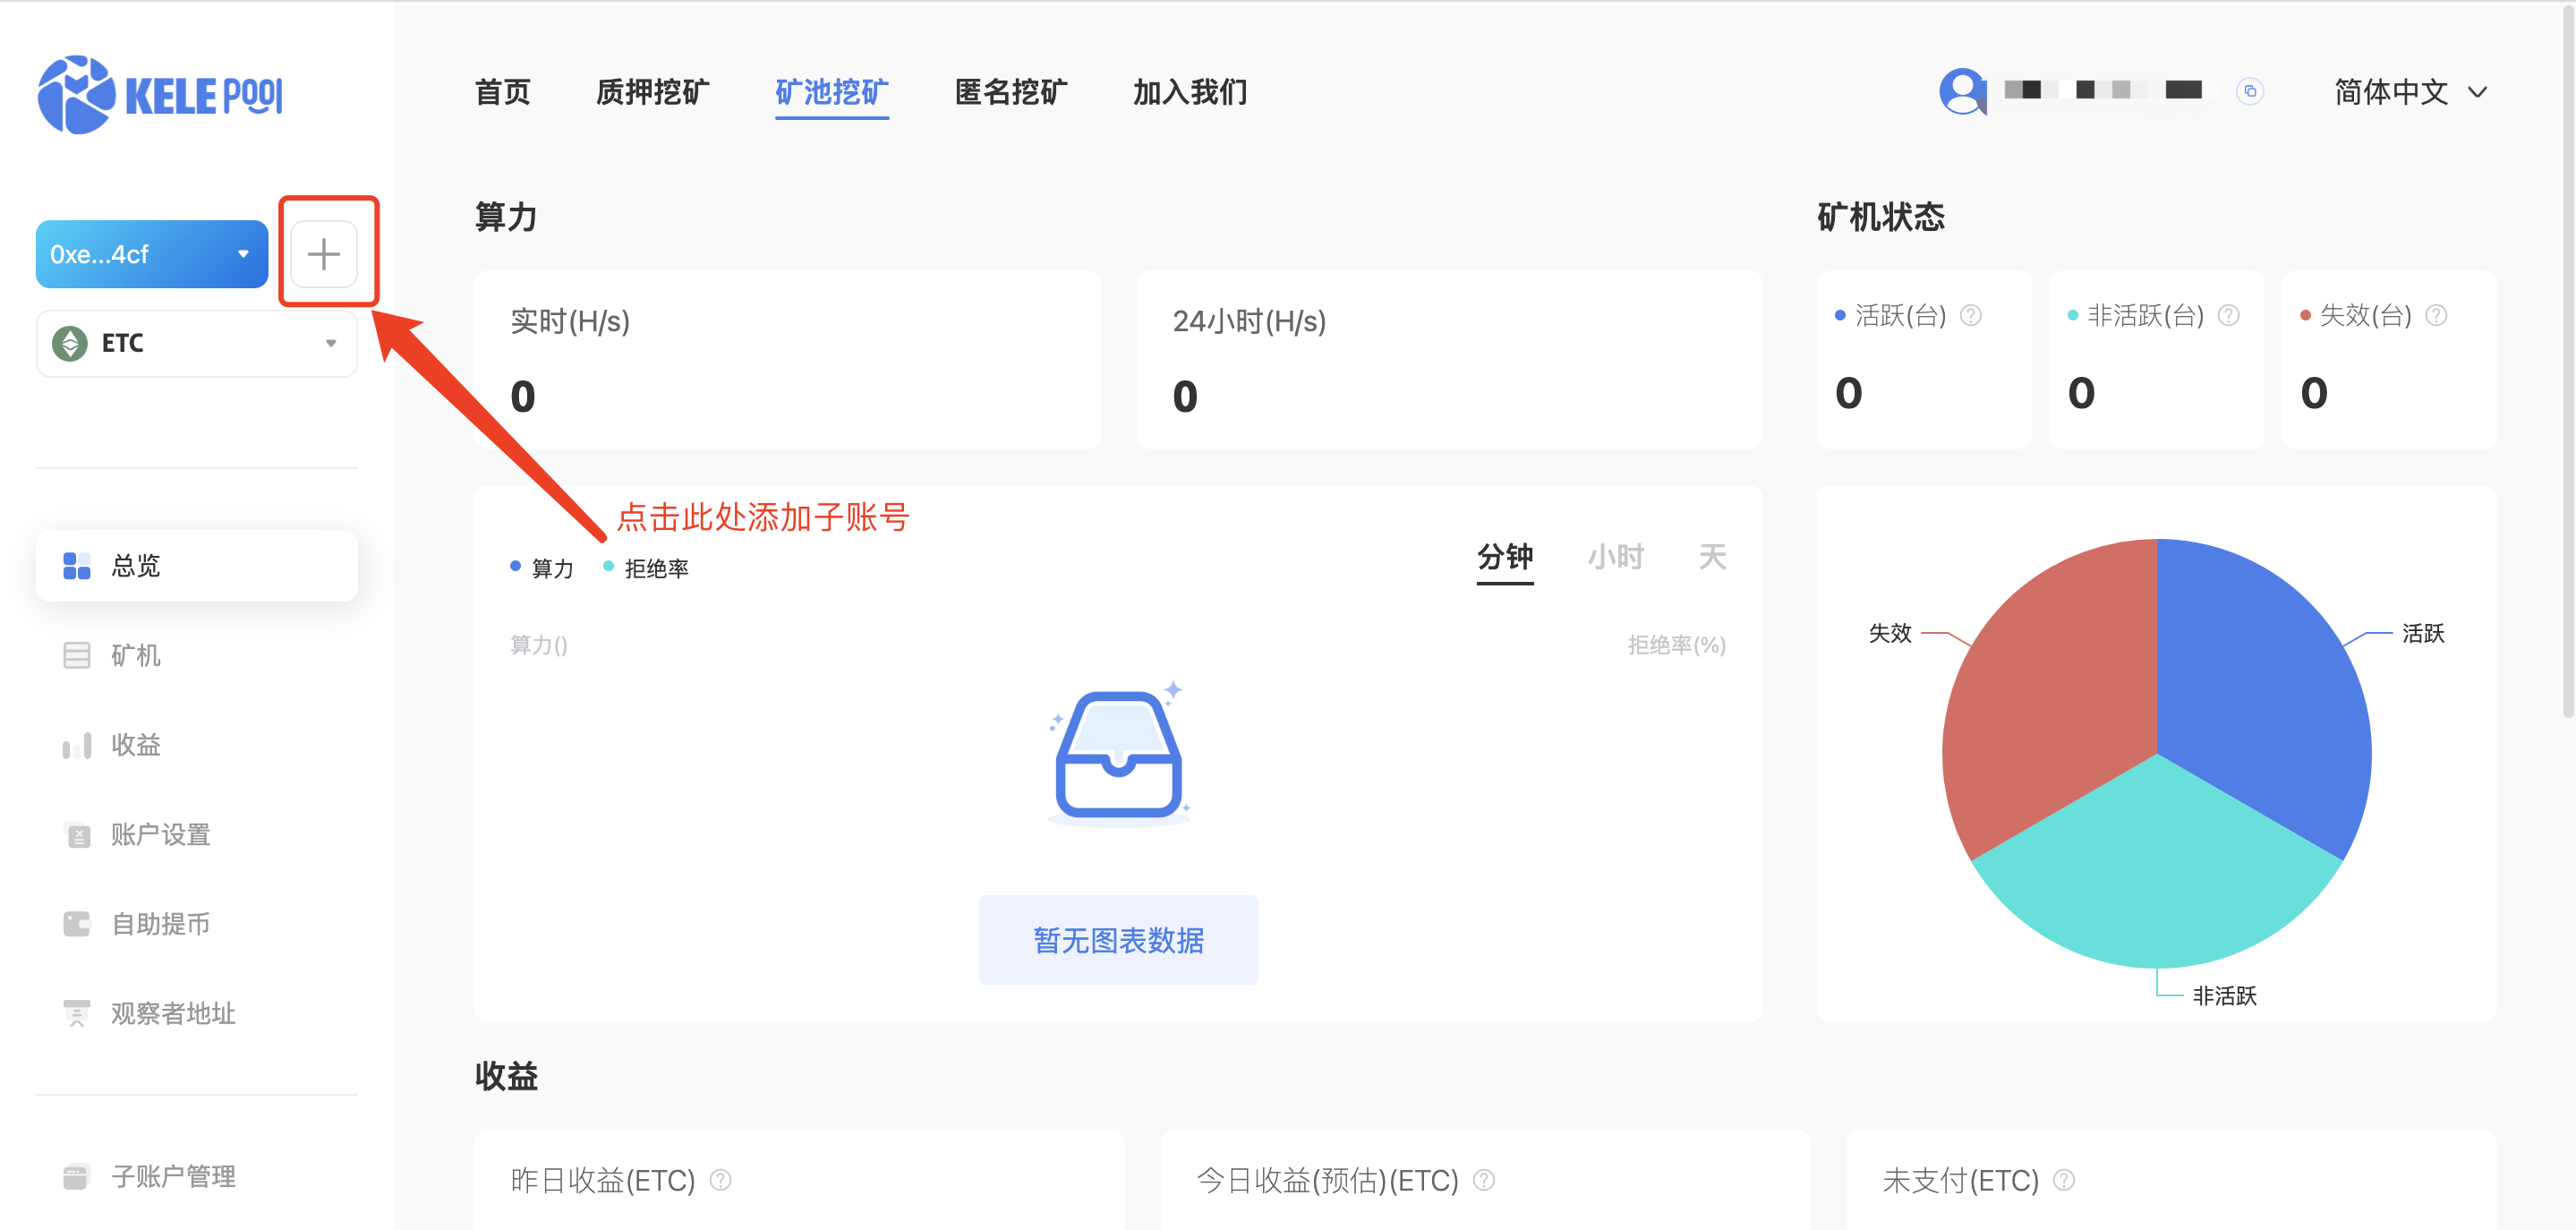 KELE POOL
首页 质押挖矿 矿池挖矿 匿名挖矿 加入我们
简体中文
0xe...4cf
ETC
总览
矿机
收益
账户设置
自助提币
观察者地址
子账户管理
算力
实时(H/s)
0
24小时(H/s)
0
矿机状态
活跃(台)
0
非活跃(台)
0
失效(台)
0
点击此处添加子账号
算力 拒绝率
分钟 小时 天
算力() 拒绝率(%)
暂无图表数据
失效
活跃
非活跃
收益
昨日收益(ETC)
今日收益(预估)(ETC)
未支付(ETC)